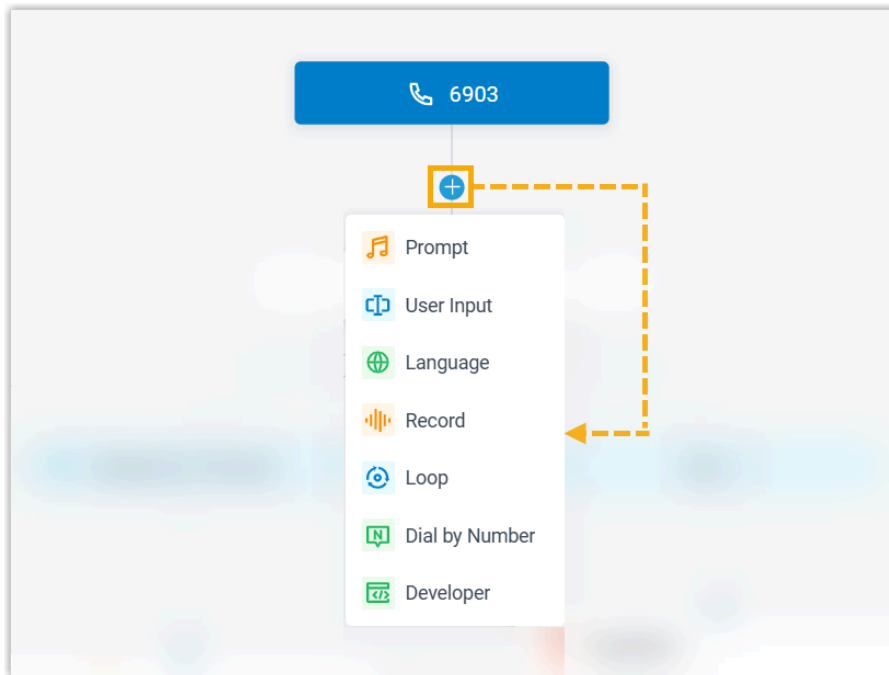 6903
Prompt
User Input
Language
Record
Loop
Dial by Number
Developer